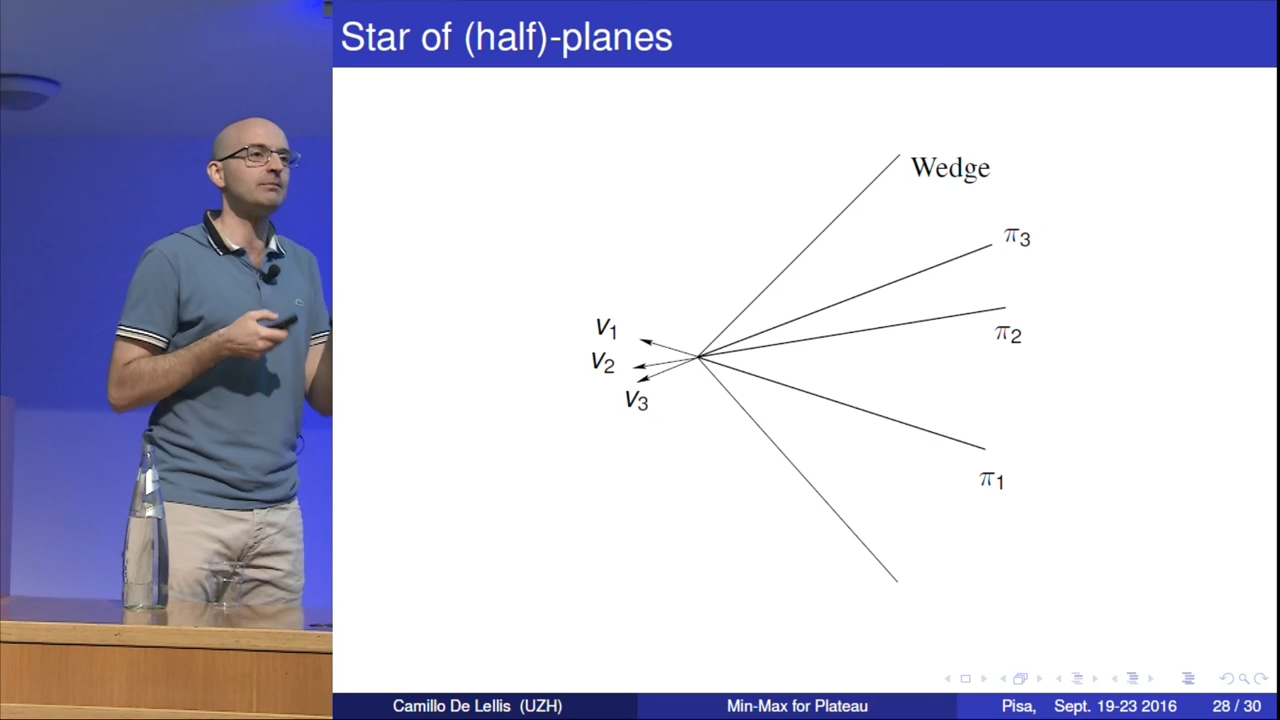 Star of (half)-planes
Wedge
π3
π2
v1
v2
v3
π1
Camillo De Lellis (UZH) Min-Max for Plateau Pisa, Sept. 19-23 2016 28 / 30